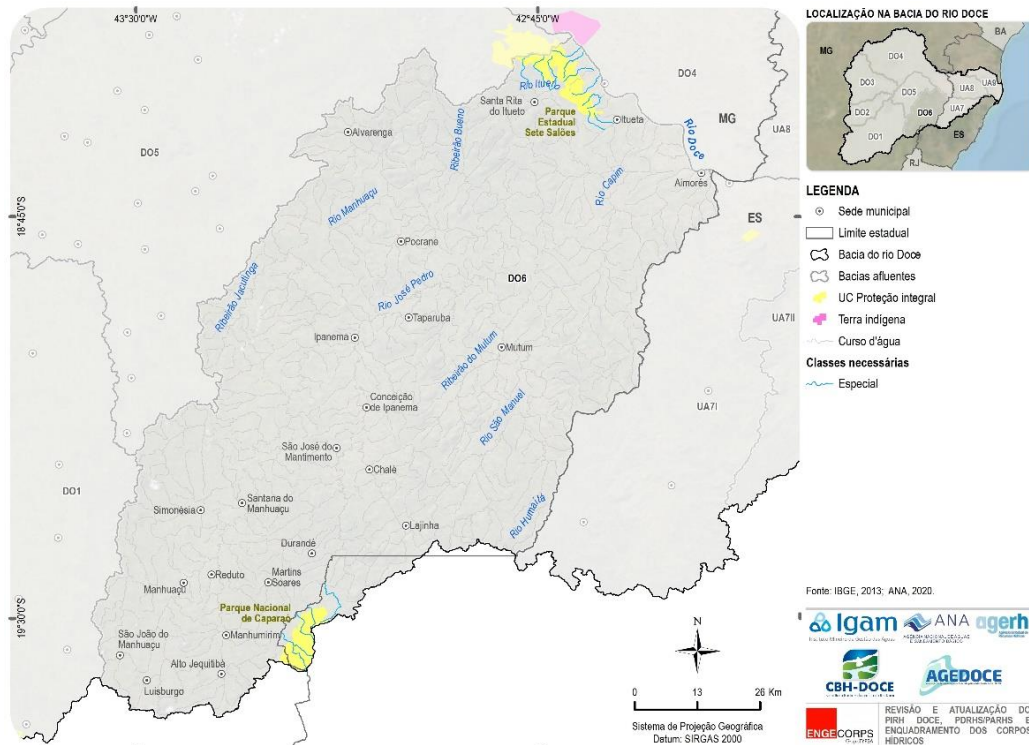 43°30'0"W
42°45'0"W
18°45'0"S
19°30'0"S
DO4
MG
UA8
DO5
ES
DO6
UA7II
UA7I
DO1
Santa Rita
do Itueto
Parque
Estadual
Sete Salões
Itueta
Rio Doce
Aimorés
Alvarenga
Ribeirão Bueno
Rio Capim
Rio Manhuaçu
Pocrane
Ribeirão Jacutinga
Rio José Pedro
Taparuba
Ipanema
Ribeirão do Mutum
Mutum
Conceição
de Ipanema
Rio São Manuel
São José do
Mantimento
Chalé
Santana do
Manhuaçu
Simonésia
Lajinha
Rio Humaitá
Durandé
Manhuaçu
Reduto
Martins
Soares
Parque Nacional
de Caparao
Manhumirim
São João do
Manhuaçu
Alto Jequitibá
Luisburgo
N
0 13 26 Km
Sistema de Projeção Geográfica
Datum: SIRGAS 2000
LOCALIZAÇÃO NA BACIA DO RIO DOCE
BA
MG
DO4
DO3
DO5
UA9
UA8
DO2
DO6
UA7
DO1
ES
RJ
LEGENDA
Sede municipal
Limite estadual
Bacia do rio Doce
Bacias afluentes
UC Proteção integral
Terra indígena
Curso d'água
Classes necessárias
Especial
Fonte: IBGE, 2013; ANA, 2020.
Igam
ANA
agerh
CBH-DOCE
AGEDOCE
ENGECORPS
REVISÃO E ATUALIZAÇÃO DO
PIRH DOCE, PDRHS/PARHS E
ENQUADRAMENTO DOS CORPOS
HÍDRICOS